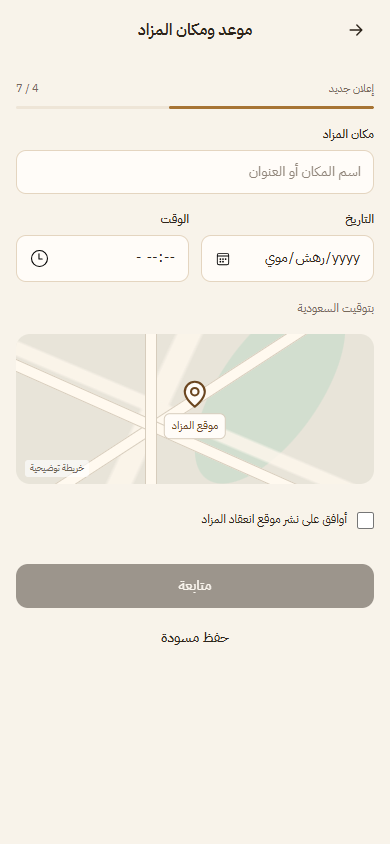 موعد ومكان المزاد
إعلان جديد
4 / 7
مكان المزاد
اسم المكان أو العنوان
التاريخ
الوقت
yyyy/رهش/موي
--:-- -
بتوقيت السعودية
موقع المزاد
خريطة توضيحية
أوافق على نشر موقع انعقاد المزاد
متابعة
حفظ مسودة